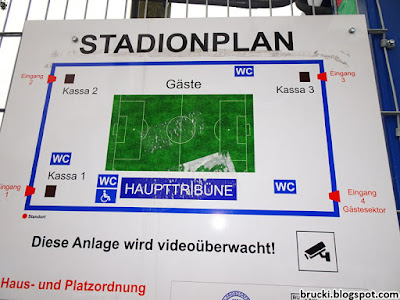 STADIONPLAN
WC
Eingang
2
Eingang
3
Kassa 2
Gäste
Kassa 3
WC
WC
WC
Kassa 1
HAUPTTRIBÜNE
Eingang
1
Eingang
4
Gästesektor
Standort
Diese Anlage wird videoüberwacht!
Haus- und Platzordnung
brucki.blogspot.com